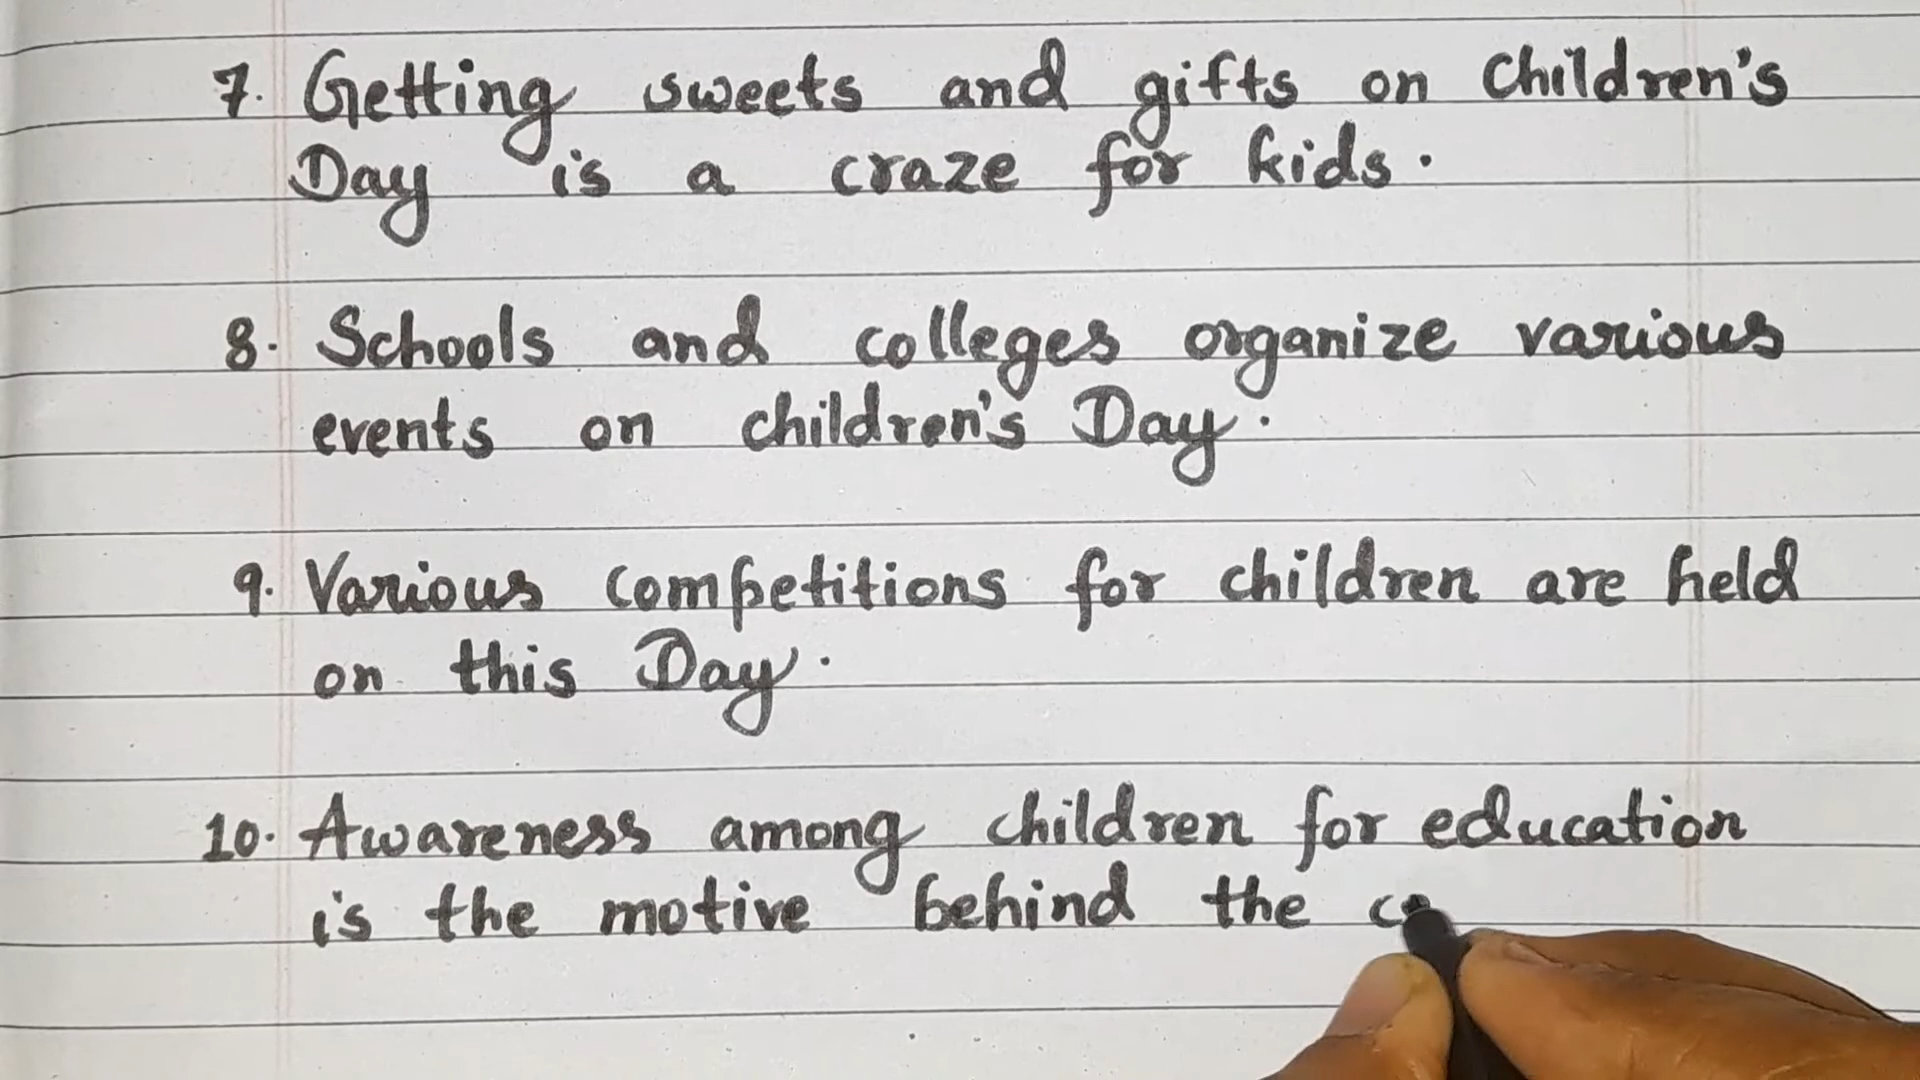 7. Getting sweets and gifts on Children's
Day is a craze for kids.
8. Schools and colleges organize various
events on children's Day.
9. Various competitions for children are held
on this Day.
10. Awareness among children for education
is the motive behind the